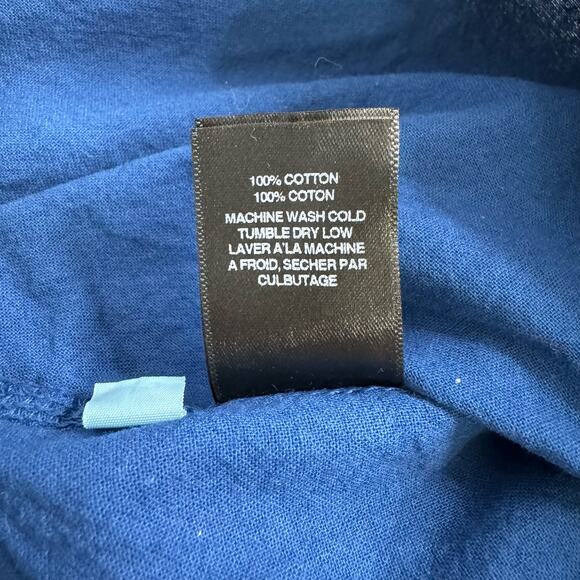 100% COTTON
100% COTON
MACHINE WASH COLD
TUMBLE DRY LOW
LAVER A'LA MACHINE
A FROID, SECHER PAR
CULBUTAGE